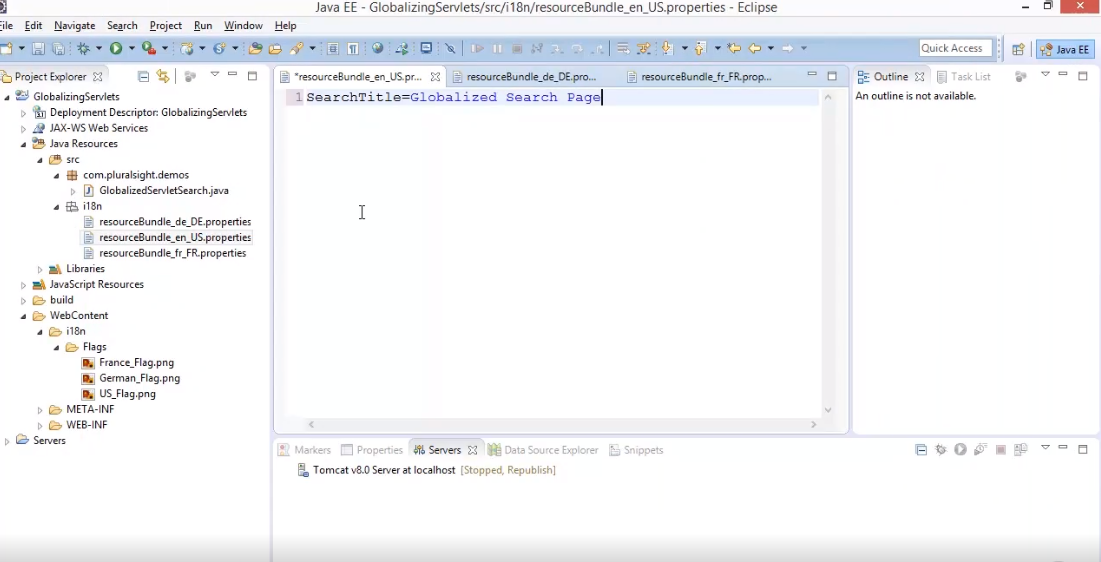 Java EE - GlobalizingServlets/src/i18n/resourceBundle_en_US.properties - Eclipse
File Edit Navigate Search Project Run Window Help
Quick Access
Java EE
Project Explorer
GlobalizingServlets
Deployment Descriptor: GlobalizingServlets
JAX-WS Web Services
Java Resources
src
com.pluralsight.demos
GlobalizedServletSearch.java
i18n
resourceBundle_de_DE.properties
resourceBundle_en_US.properties
resourceBundle_fr_FR.properties
Libraries
JavaScript Resources
build
WebContent
i18n
Flags
France_Flag.png
German_Flag.png
US_Flag.png
META-INF
WEB-INF
Servers
*resourceBundle_en_US.pr... resourceBundle_de_DE.pro... resourceBundle_fr_FR.prop...
1 SearchTitle=Globalized Search Page
Outline Task List
An outline is not available.
Markers Properties Servers Data Source Explorer Snippets
Tomcat v8.0 Server at localhost [Stopped, Republish]